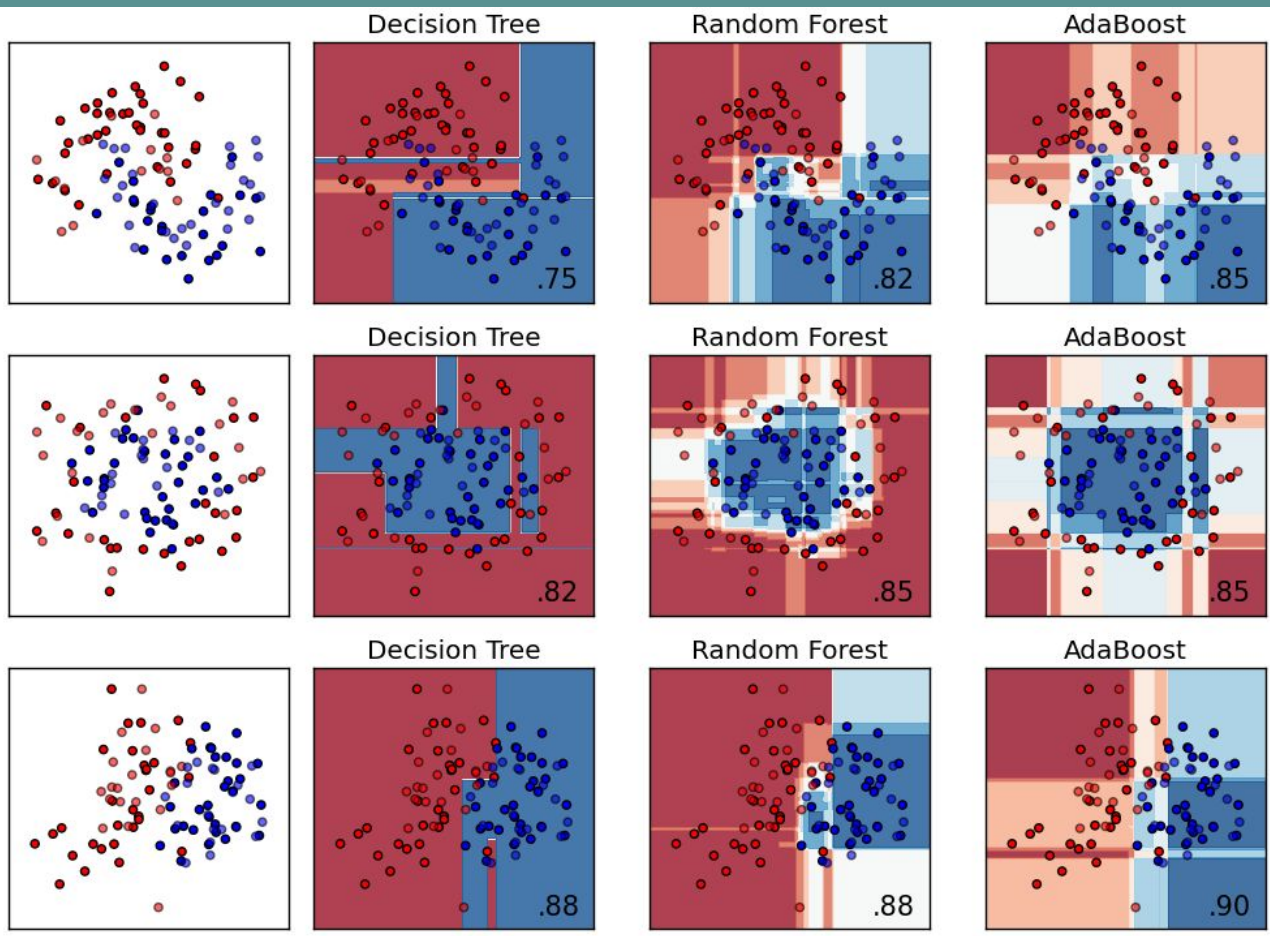 Decision Tree Random Forest AdaBoost
.75 .82 .85
Decision Tree Random Forest AdaBoost
.82 .85 .85
Decision Tree Random Forest AdaBoost
.88 .88 .90